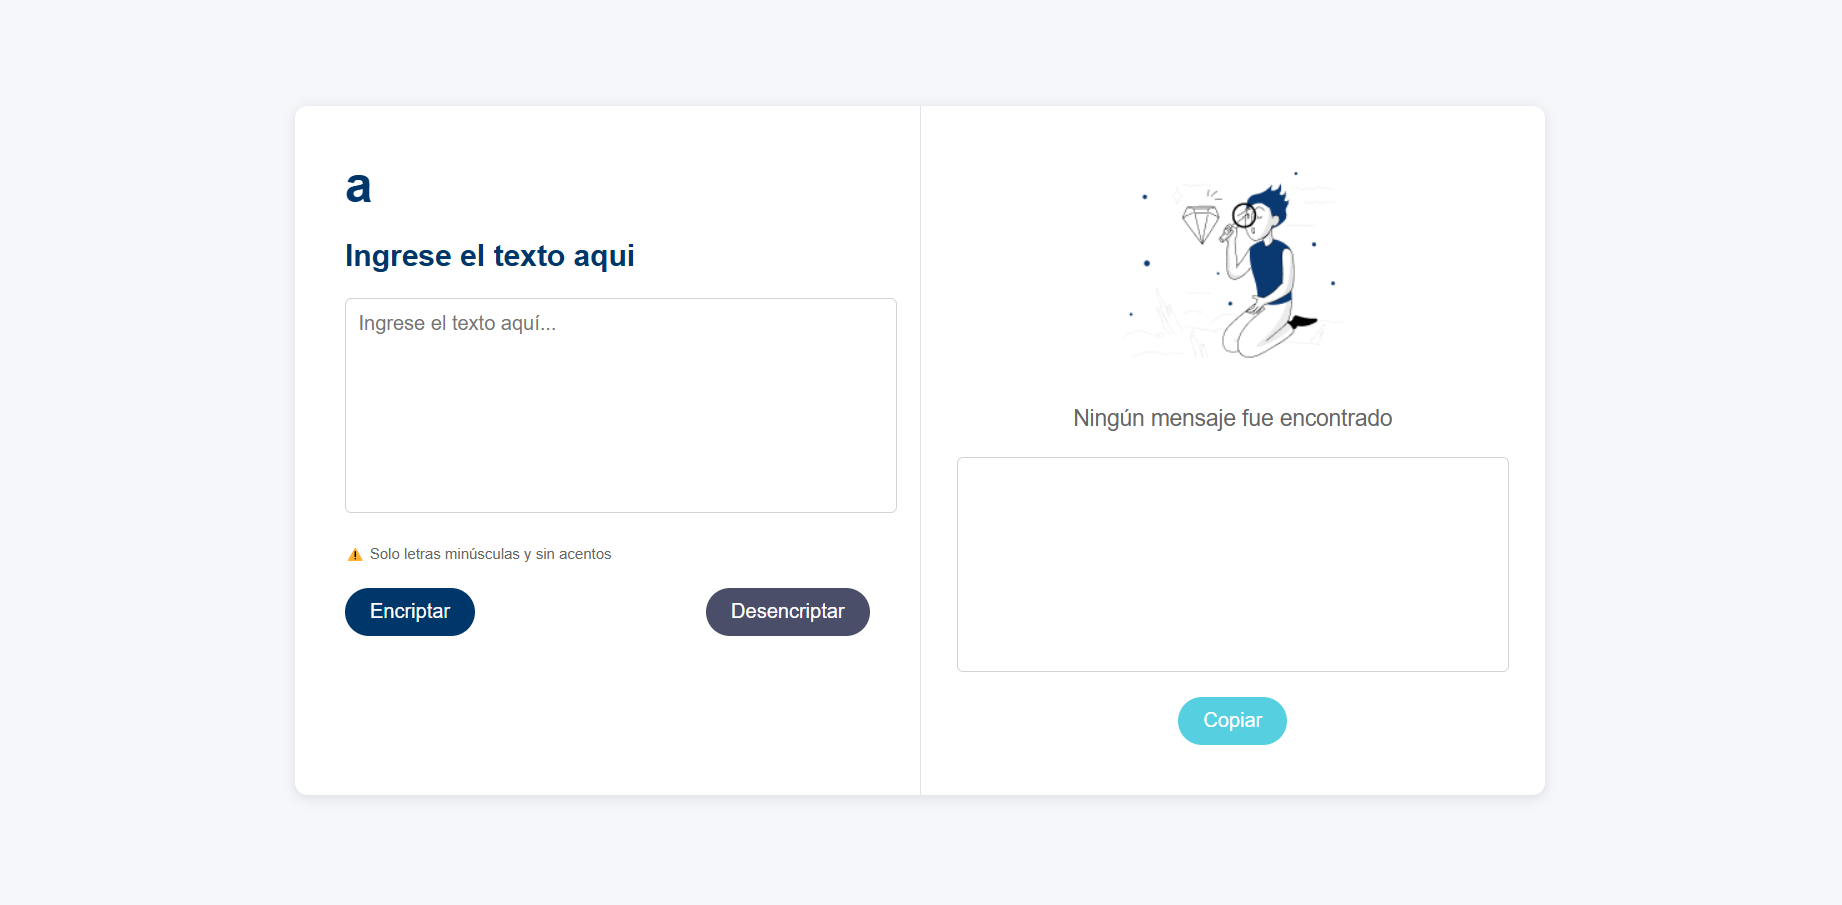 a
Ingrese el texto aqui
Ingrese el texto aquí...
Solo letras minúsculas y sin acentos
Encriptar
Desencriptar
Ningún mensaje fue encontrado
Copiar